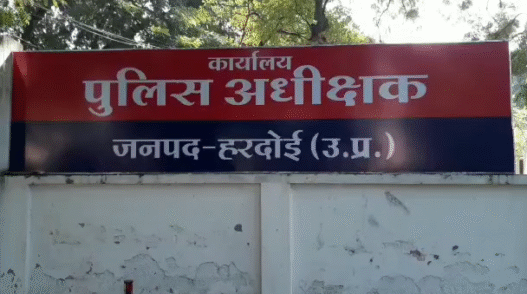 कार्यालय
पुलिस अधीक्षक
जनपद-हरदोई (उ.प्र.)